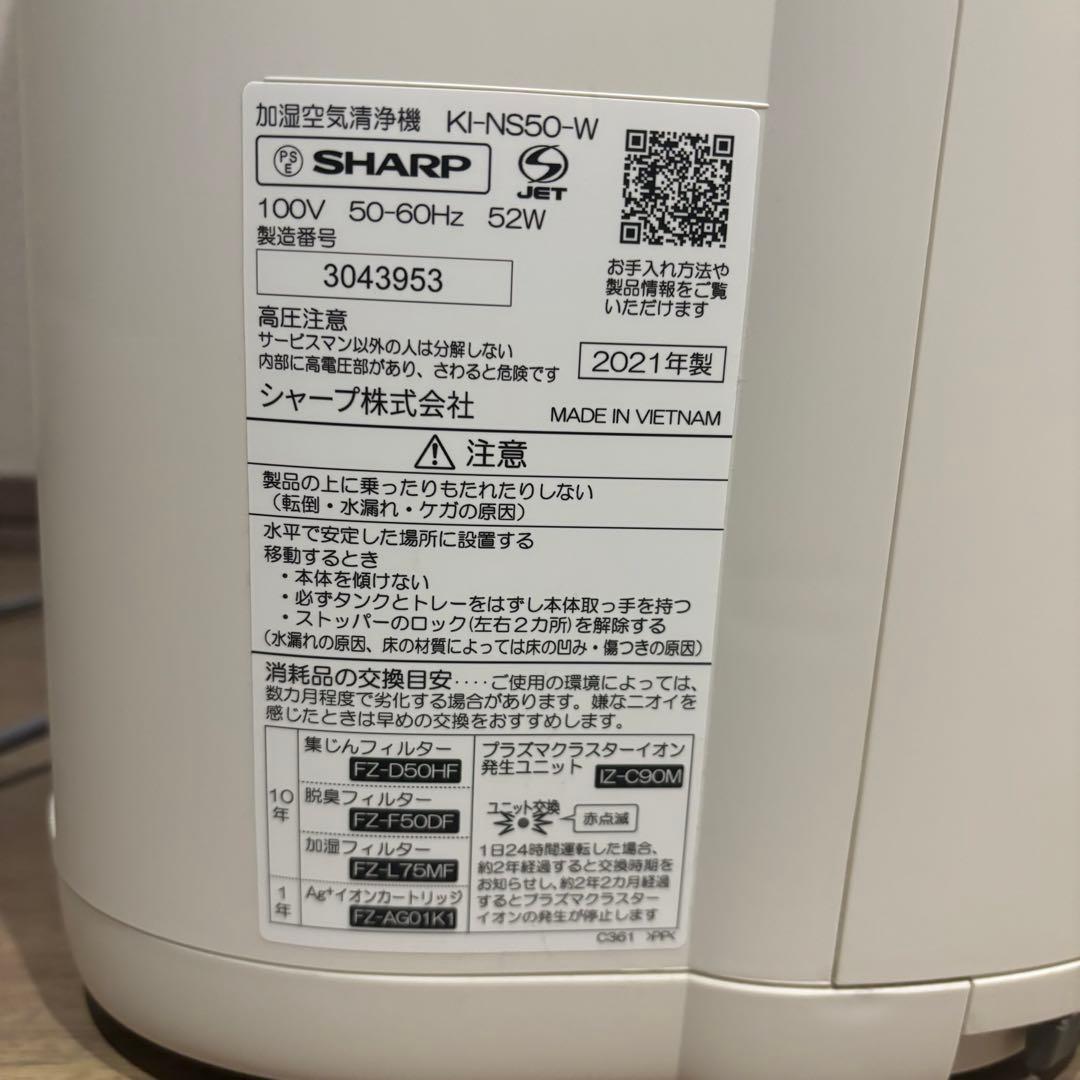 加湿空気清浄機 KI-NS50-W
PSE SHARP
JET
100V 50-60Hz 52W
製造番号
3043953
お手入れ方法や
製品情報をご覧
いただけます
高圧注意
サービスマン以外の人は分解しない
内部に高電圧部があり、さわると危険です
2021年製
シャープ株式会社
MADE IN VIETNAM
注意
製品の上に乗ったりもたれたりしない
(転倒・水漏れ・ケガの原因)
水平で安定した場所に設置する
移動するとき
・本体を傾けない
・必ずタンクとトレーをはずし本体取っ手を持つ
・ストッパーのロック(左右2カ所)を解除する
(水漏れの原因、床の材質によっては床の凹み・傷つきの原因)
消耗品の交換目安‥‥ご使用の環境によっては、
数カ月程度で劣化する場合があります。嫌なニオイを
感じたときは早めの交換をおすすめします。
10年
集じんフィルター
FZ-D50HF
脱臭フィルター
FZ-F50DF
加湿フィルター
FZ-L75MF
1年
Ag+イオンカートリッジ
FZ-AG01K1
プラズマクラスターイオン
発生ユニット IZ-C90M
ユニット交換
赤点滅
1日24時間運転した場合、
約2年経過すると交換時期を
お知らせし、約2年2カ月経過
するとプラズマクラスター
イオンの発生が停止します
C361 >PP<